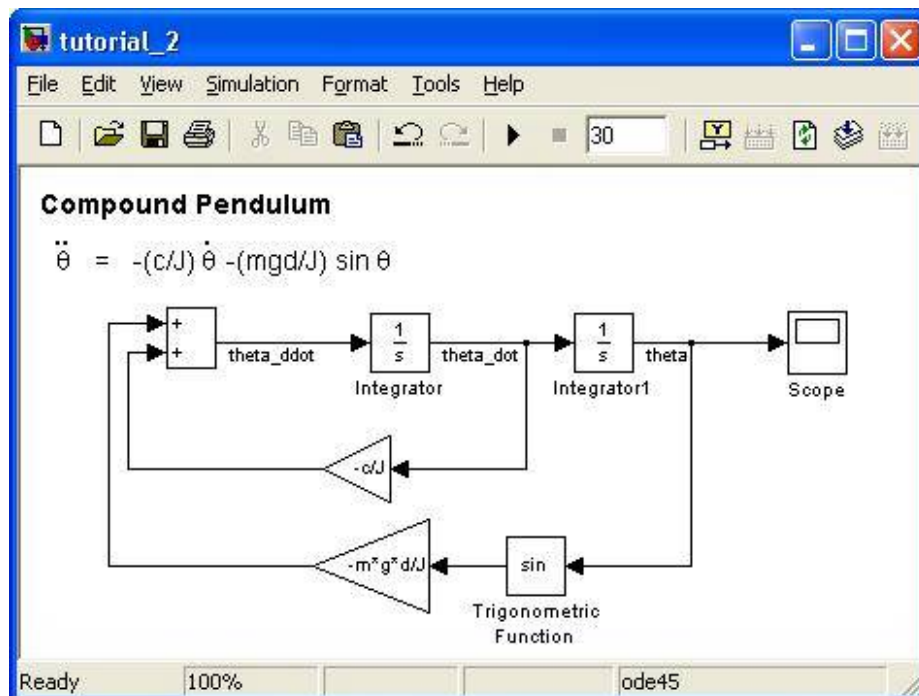 tutorial_2
File Edit View Simulation Format Tools Help
30
Compound Pendulum
θ̈ = -(c/J) θ̇ -(mgd/J) sin θ
+
+
theta_ddot
1
s
Integrator
theta_dot
1
s
Integrator1
theta
Scope
-c/J
-m*g*d/J
sin
Trigonometric
Function
Ready 100% ode45